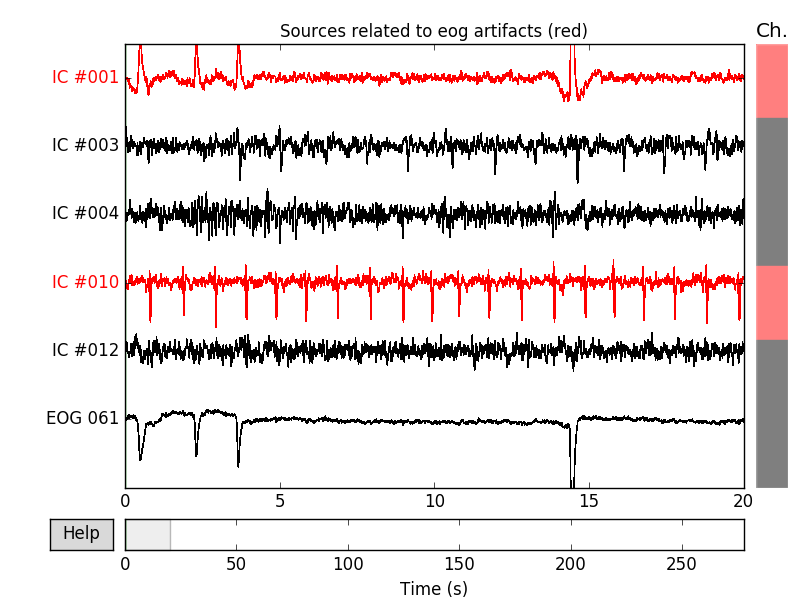 Sources related to eog artifacts (red)
Ch.
IC #001
IC #003
IC #004
IC #010
IC #012
EOG 061
0 5 10 15 20
Help
0 50 100 150 200 250
Time (s)